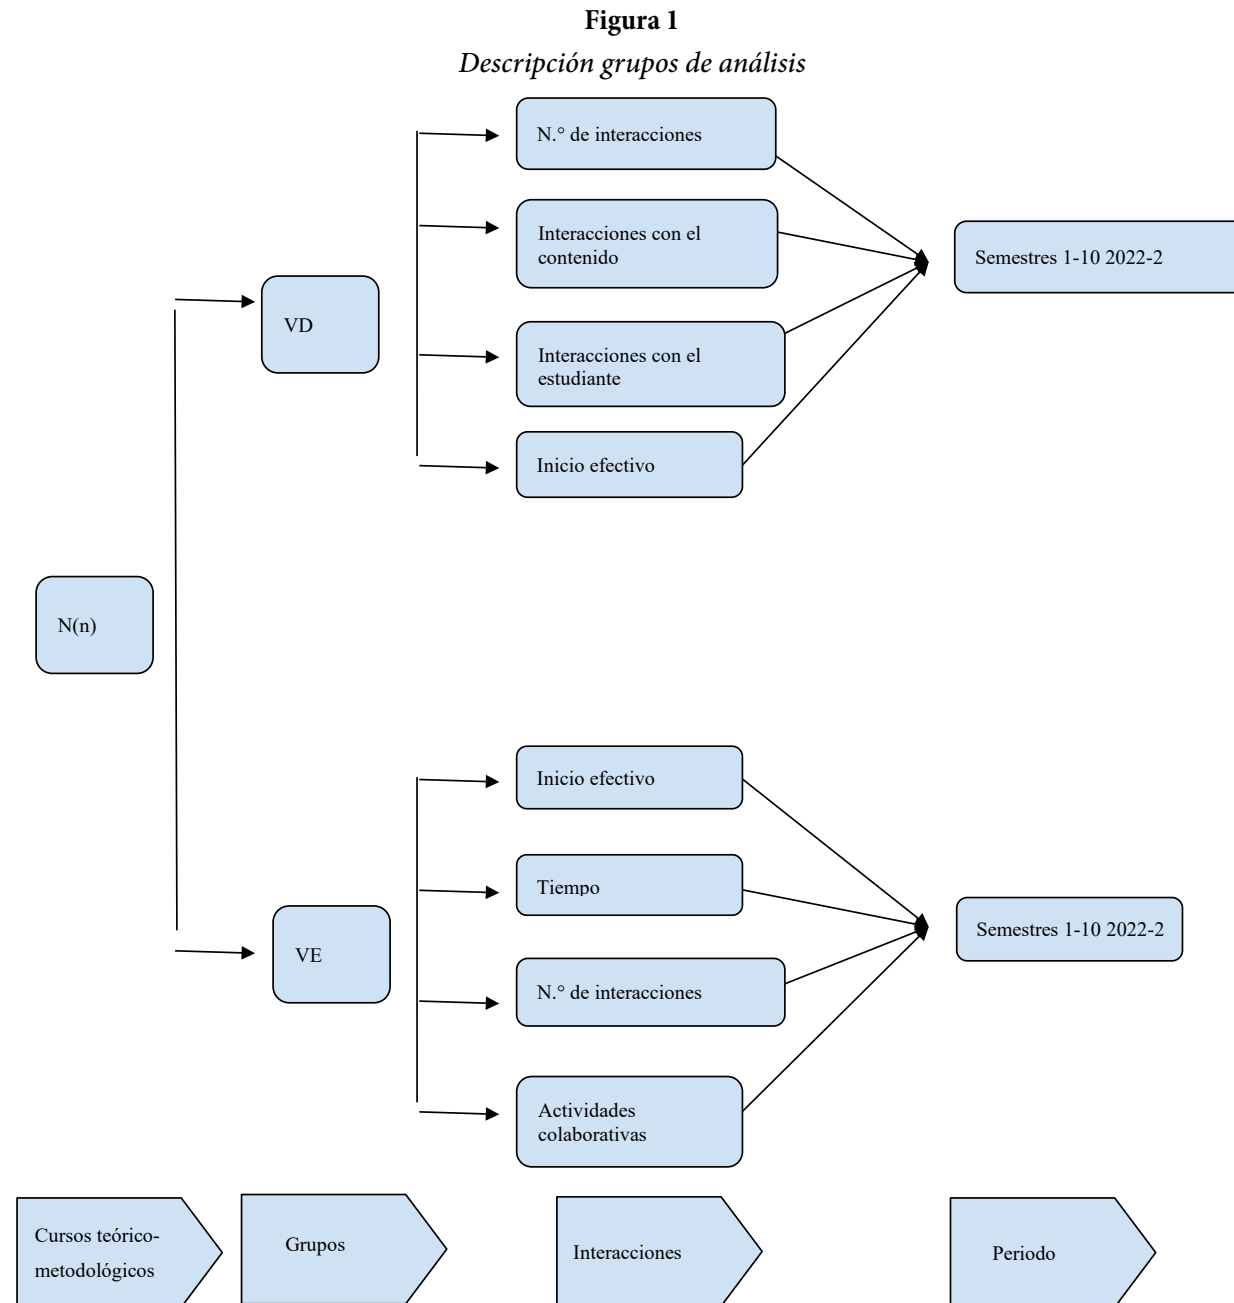 Figura 1
Descripción grupos de análisis
N.° de interacciones
Interacciones con el
contenido
Semestres 1-10 2022-2
VD
Interacciones con el
estudiante
Inicio efectivo
N(n)
Inicio efectivo
Tiempo
Semestres 1-10 2022-2
VE
N.° de interacciones
Actividades
colaborativas
Cursos teórico-
metodológicos
Grupos
Interacciones
Periodo